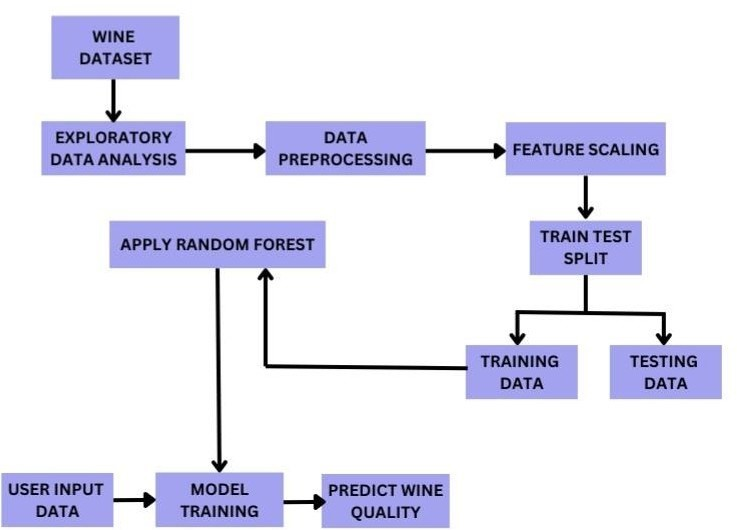 WINE
DATASET
EXPLORATORY
DATA ANALYSIS
DATA
PREPROCESSING
FEATURE SCALING
APPLY RANDOM FOREST
TRAIN TEST
SPLIT
TRAINING
DATA
TESTING
DATA
USER INPUT
DATA
MODEL
TRAINING
PREDICT WINE
QUALITY